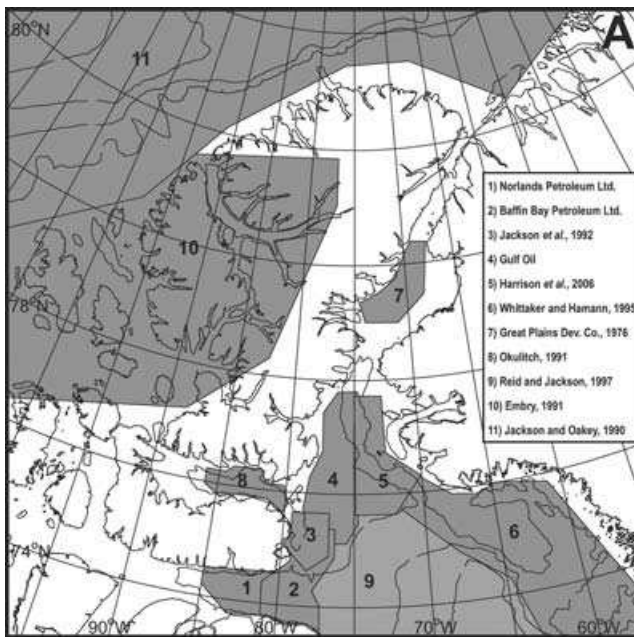 80°N
11
A
1) Norlands Petroleum Ltd.
2) Baffin Bay Petroleum Ltd.
3) Jackson et al., 1992
4) Gulf Oil
5) Harrison et al., 2006
6) Whittaker and Hamann, 1995
7) Great Plains Dev. Co., 1976
8) Okulitch, 1991
9) Reid and Jackson, 1997
10) Embry, 1991
11) Jackson and Oakey, 1990
10
7
78°N
8
4
5
3
6
74°N
1
2
9
90°W
80°W
70°W
60°W